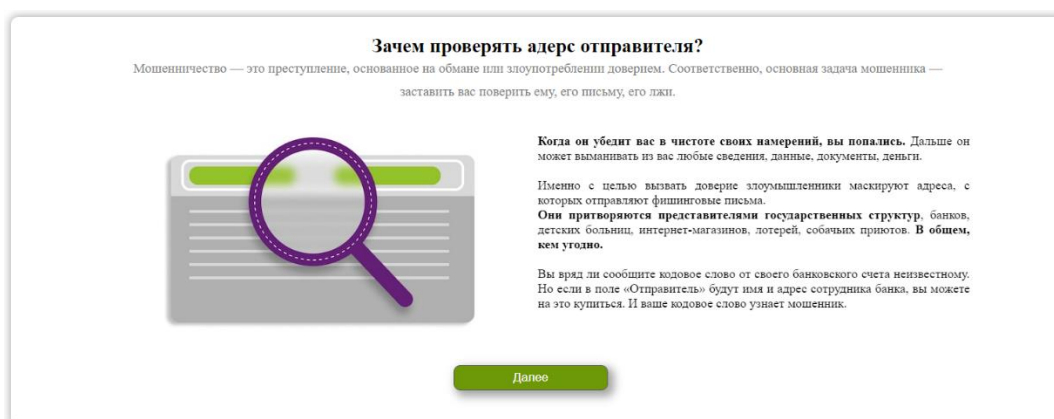 Зачем проверять адерс отправителя?
Мошенничество — это преступление, основанное на обмане или злоупотреблении доверием. Соответственно, основная задача мошенника —
заставить вас поверить ему, его письму, его лжи.
Когда он убедит вас в чистоте своих намерений, вы попались. Дальше он
может выманивать из вас любые сведения, данные, документы, деньги.
Именно с целью вызвать доверие злоумышленники маскируют адреса, с
которых отправляют фишинговые письма.
Они притворяются представителями государственных структур, банков,
детских больниц, интернет-магазинов, лотерей, собачьих приютов. В общем,
кем угодно.
Вы вряд ли сообщите кодовое слово от своего банковского счета неизвестному.
Но если в поле «Отправитель» будут имя и адрес сотрудника банка, вы можете
на это купиться. И ваше кодовое слово узнает мошенник.
Далее